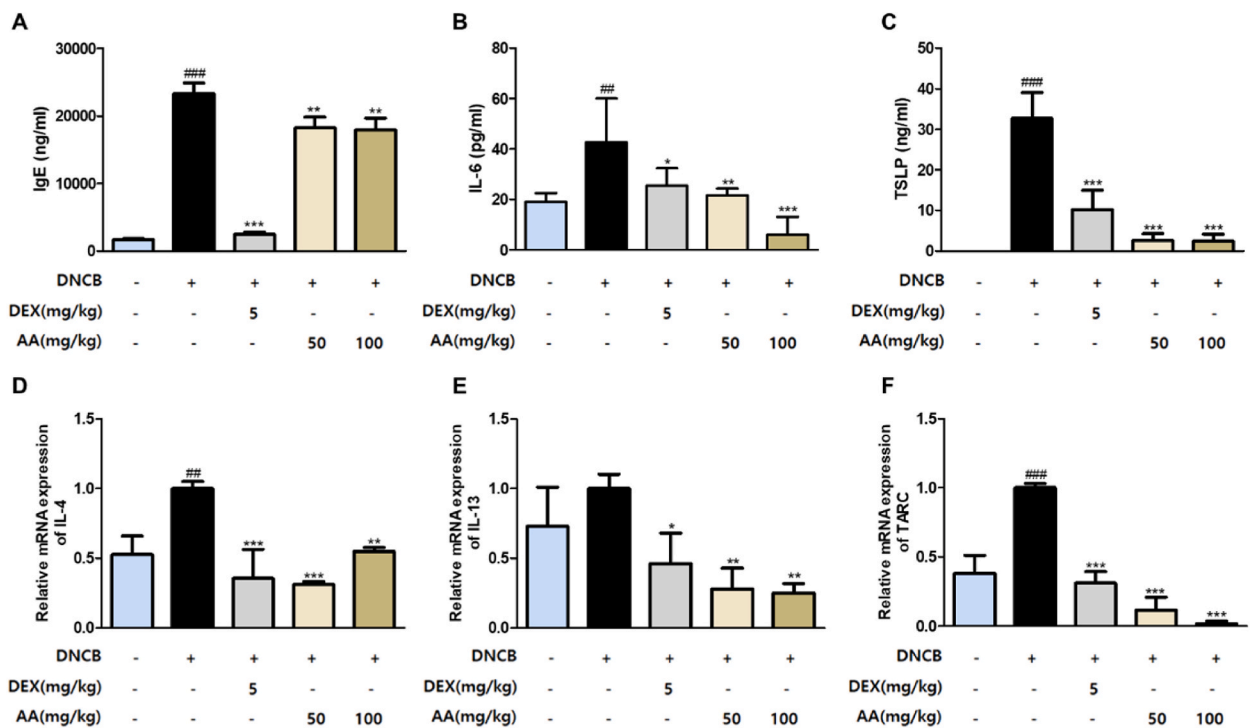 A
IgE (ng/ml)
30000
20000
10000
0
###
***
**
**
DNCB - + + + +
DEX(mg/kg) - - 5 - -
AA(mg/kg) - - - 50 100
B
IL-6 (pg/ml)
80
60
40
20
0
##
*
**
***
DNCB - + + + +
DEX(mg/kg) - - 5 - -
AA(mg/kg) - - - 50 100
C
TSLP (ng/ml)
50
40
30
20
10
0
###
***
***
***
DNCB - + + + +
DEX(mg/kg) - - 5 - -
AA(mg/kg) - - - 50 100
D
Relative mRNA expression
of IL-4
1.5
1.0
0.5
0.0
##
***
***
**
DNCB - + + + +
DEX(mg/kg) - - 5 - -
AA(mg/kg) - - - 50 100
E
Relative mRNA expression
of IL-13
1.5
1.0
0.5
0.0
*
**
**
DNCB - + + + +
DEX(mg/kg) - - 5 - -
AA(mg/kg) - - - 50 100
F
Relative mRNA expression
of TARC
1.5
1.0
0.5
0.0
###
***
***
***
DNCB - + + + +
DEX(mg/kg) - - 5 - -
AA(mg/kg) - - - 50 100